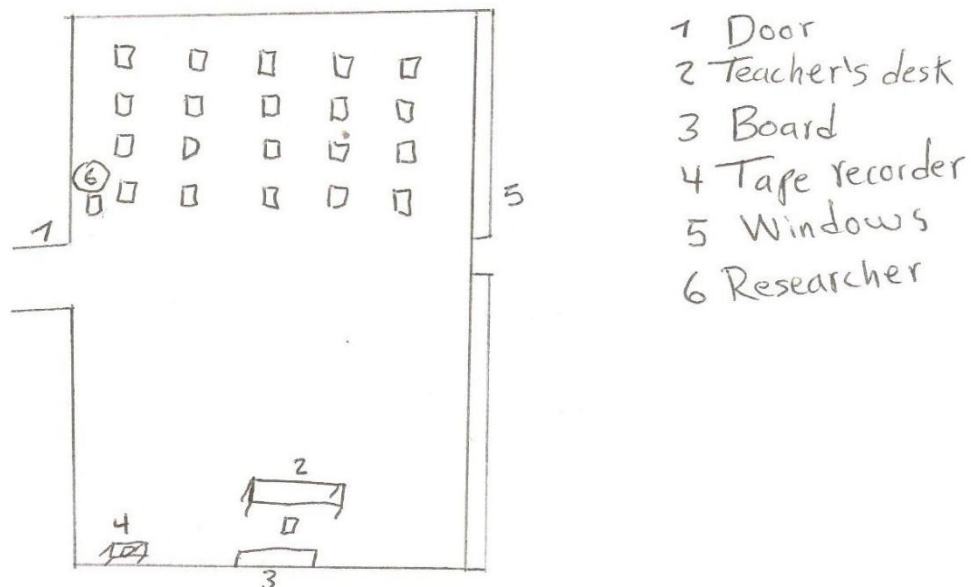 1 Door
2 Teacher's desk
3 Board
4 Tape recorder
5 Windows
6 Researcher
6
1
5
2
4
3